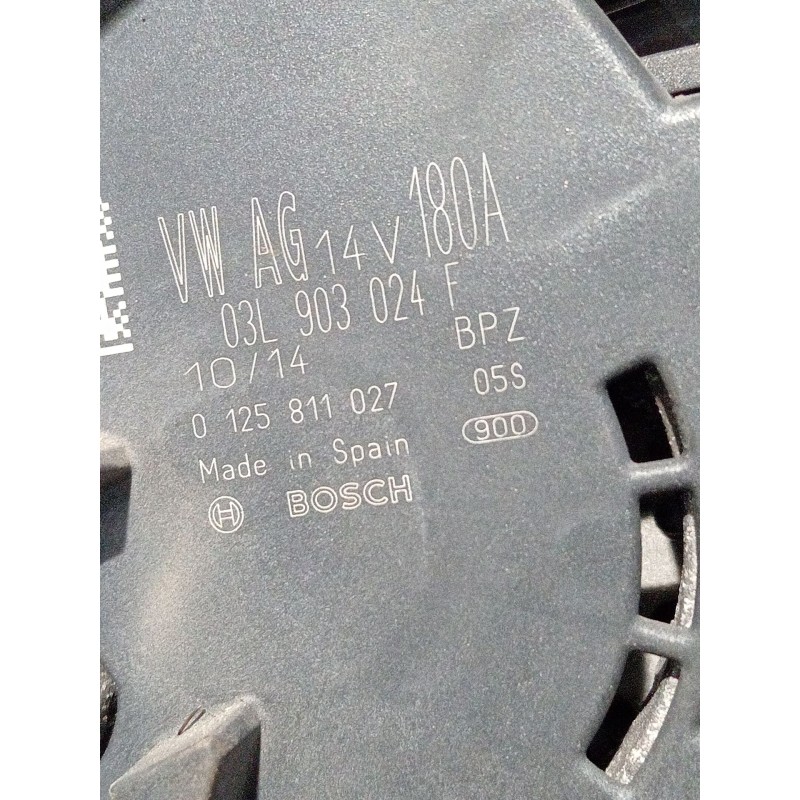 VW AG 14V 180A
03L 903 024 F
10/14 BPZ
0 125 811 027 05S
Made in Spain 900
H BOSCH